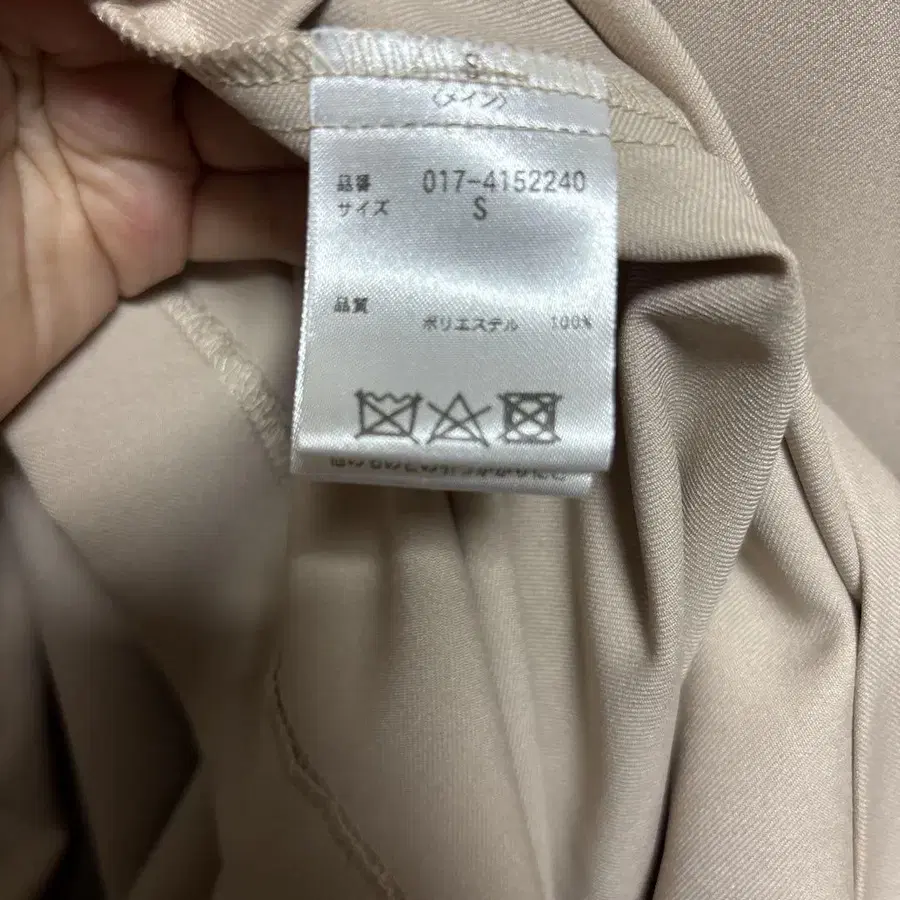 S
(メイン)
品番 017-4152240
サイズ S
品質
ポリエステル 100%